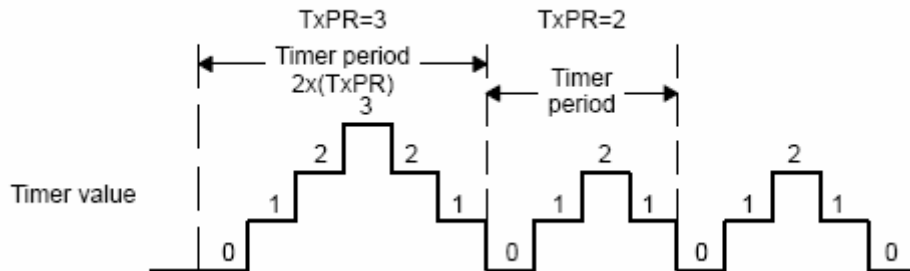 TxPR=3 TxPR=2
Timer period
2x(TxPR)
Timer
period
3
2 2 2 2
Timer value
1 1 1 1 1 1
0 0 0 0